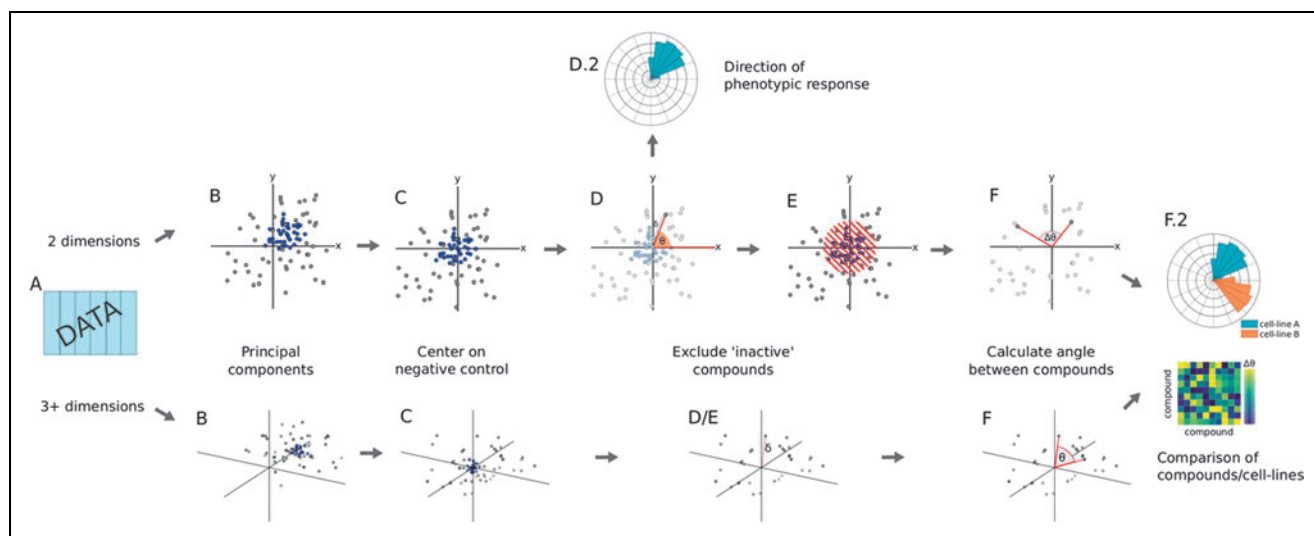 D.2
Direction of
phenotypic response
B
y
x
C
D
δ
θ
x
E
F
y
Δθ
x
F.2
2 dimensions
A
DATA
cell-line A
cell-line B
Principal
components
Center on
negative control
Exclude 'inactive'
compounds
Calculate angle
between compounds
Δθ
compound
compound
3+ dimensions
B
C
D/E
δ
F
θ
Comparison of
compounds/cell-lines